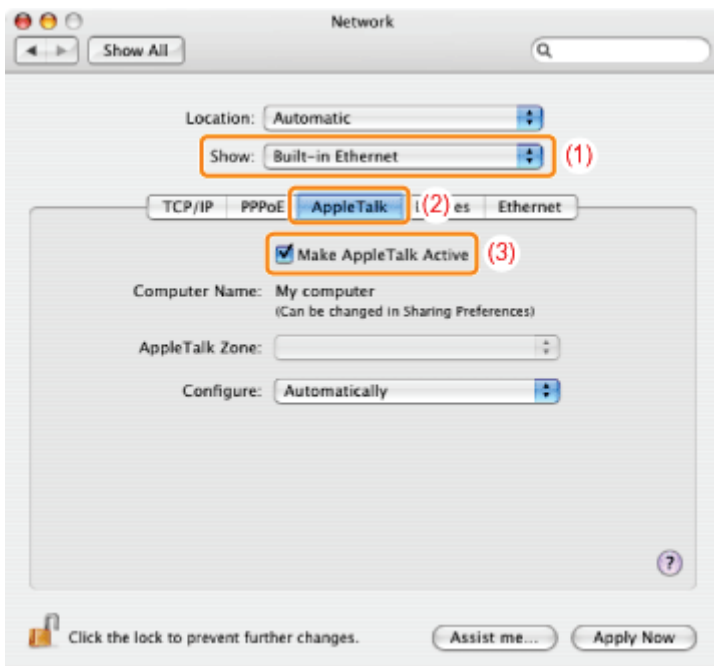 Network
Show All
Location: Automatic
Show: Built-in Ethernet (1)
TCP/IP PPPoE AppleTalk (2) es Ethernet
Make AppleTalk Active (3)
Computer Name: My computer
(Can be changed in Sharing Preferences)
AppleTalk Zone:
Configure: Automatically
?
Click the lock to prevent further changes. Assist me... Apply Now